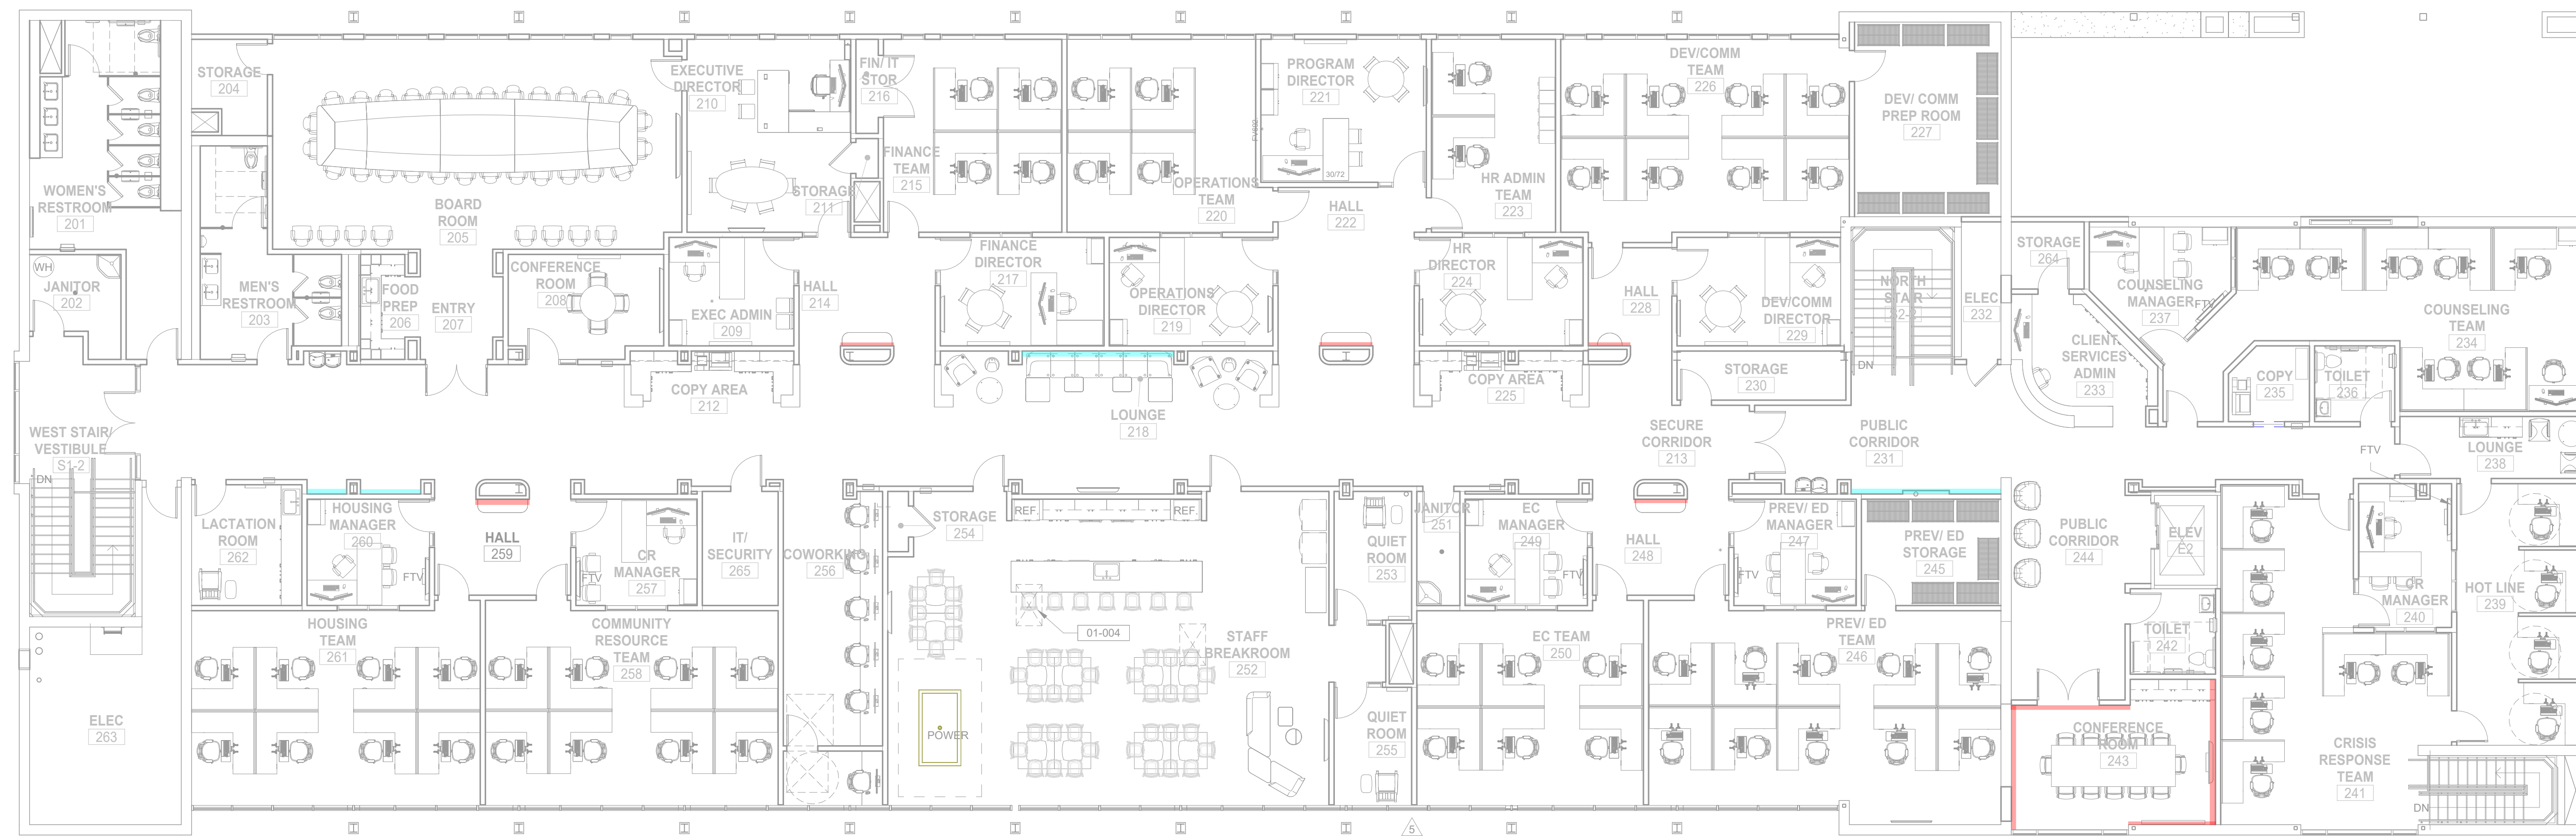 WOMEN'S
RESTROOM
201
STORAGE
204
BOARD
ROOM
205
EXECUTIVE
DIRECTOR
210
STORAGE
211
FIN/ IT
STOR
216
FINANCE
TEAM
215
OPERATIONS
TEAM
220
PROGRAM
DIRECTOR
221
30/72
HALL
222
HR ADMIN
TEAM
223
DEV/COMM
TEAM
226
DEV/ COMM
PREP ROOM
227
WH
JANITOR
202
MEN'S
RESTROOM
203
FOOD
PREP
206
ENTRY
207
CONFERENCE
ROOM
208
EXEC ADMIN
209
HALL
214
FINANCE
DIRECTOR
217
OPERATIONS
DIRECTOR
219
HR
DIRECTOR
224
HALL
228
DEV/COMM
DIRECTOR
229
NORTH
STAIR
S2-2
DN
ELEC
232
STORAGE
264
COUNSELING
MANAGER
237
FTV
COUNSELING
TEAM
234
CLIENT
SERVICES
ADMIN
233
COPY
235
TOILET
236
COPY AREA
212
LOUNGE
218
COPY AREA
225
STORAGE
230
WEST STAIR/
VESTIBULE
S1-2
DN
SECURE
CORRIDOR
213
PUBLIC
CORRIDOR
231
FTV
LOUNGE
238
LACTATION
ROOM
262
HOUSING
MANAGER
260
FTV
HALL
259
FTV
CR
MANAGER
257
IT/
SECURITY
265
COWORKING
256
STORAGE
254
REF.
REF.
QUIET
ROOM
253
JANITOR
251
EC
MANAGER
249
FTV
HALL
248
PREV/ ED
MANAGER
247
FTV
PREV/ ED
STORAGE
245
PUBLIC
CORRIDOR
244
ELEV
E2
CR
MANAGER
240
HOT LINE
239
ELEC
263
HOUSING
TEAM
261
COMMUNITY
RESOURCE
TEAM
258
01-004
STAFF
BREAKROOM
252
POWER
QUIET
ROOM
255
EC TEAM
250
PREV/ ED
TEAM
246
TOILET
242
CONFERENCE
ROOM
243
CRISIS
RESPONSE
TEAM
241
DN
5